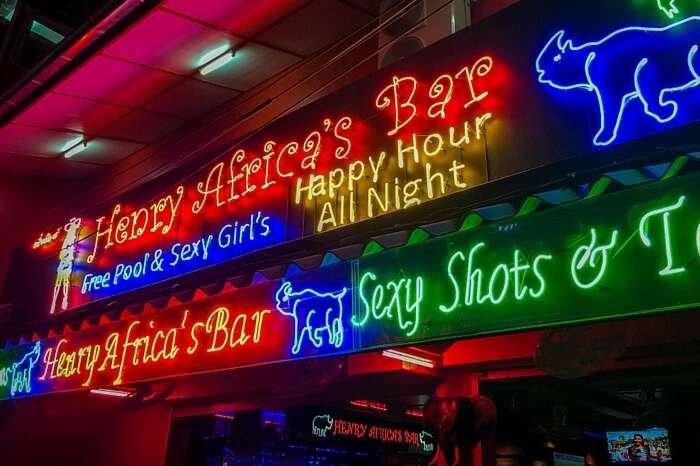 Henry Africa's Bar
Happy Hour
All Night
Free Pool & Sexy Girl's
Henry Africa's Bar
Sexy Shots & 
HENRY AFRICA'S BAR